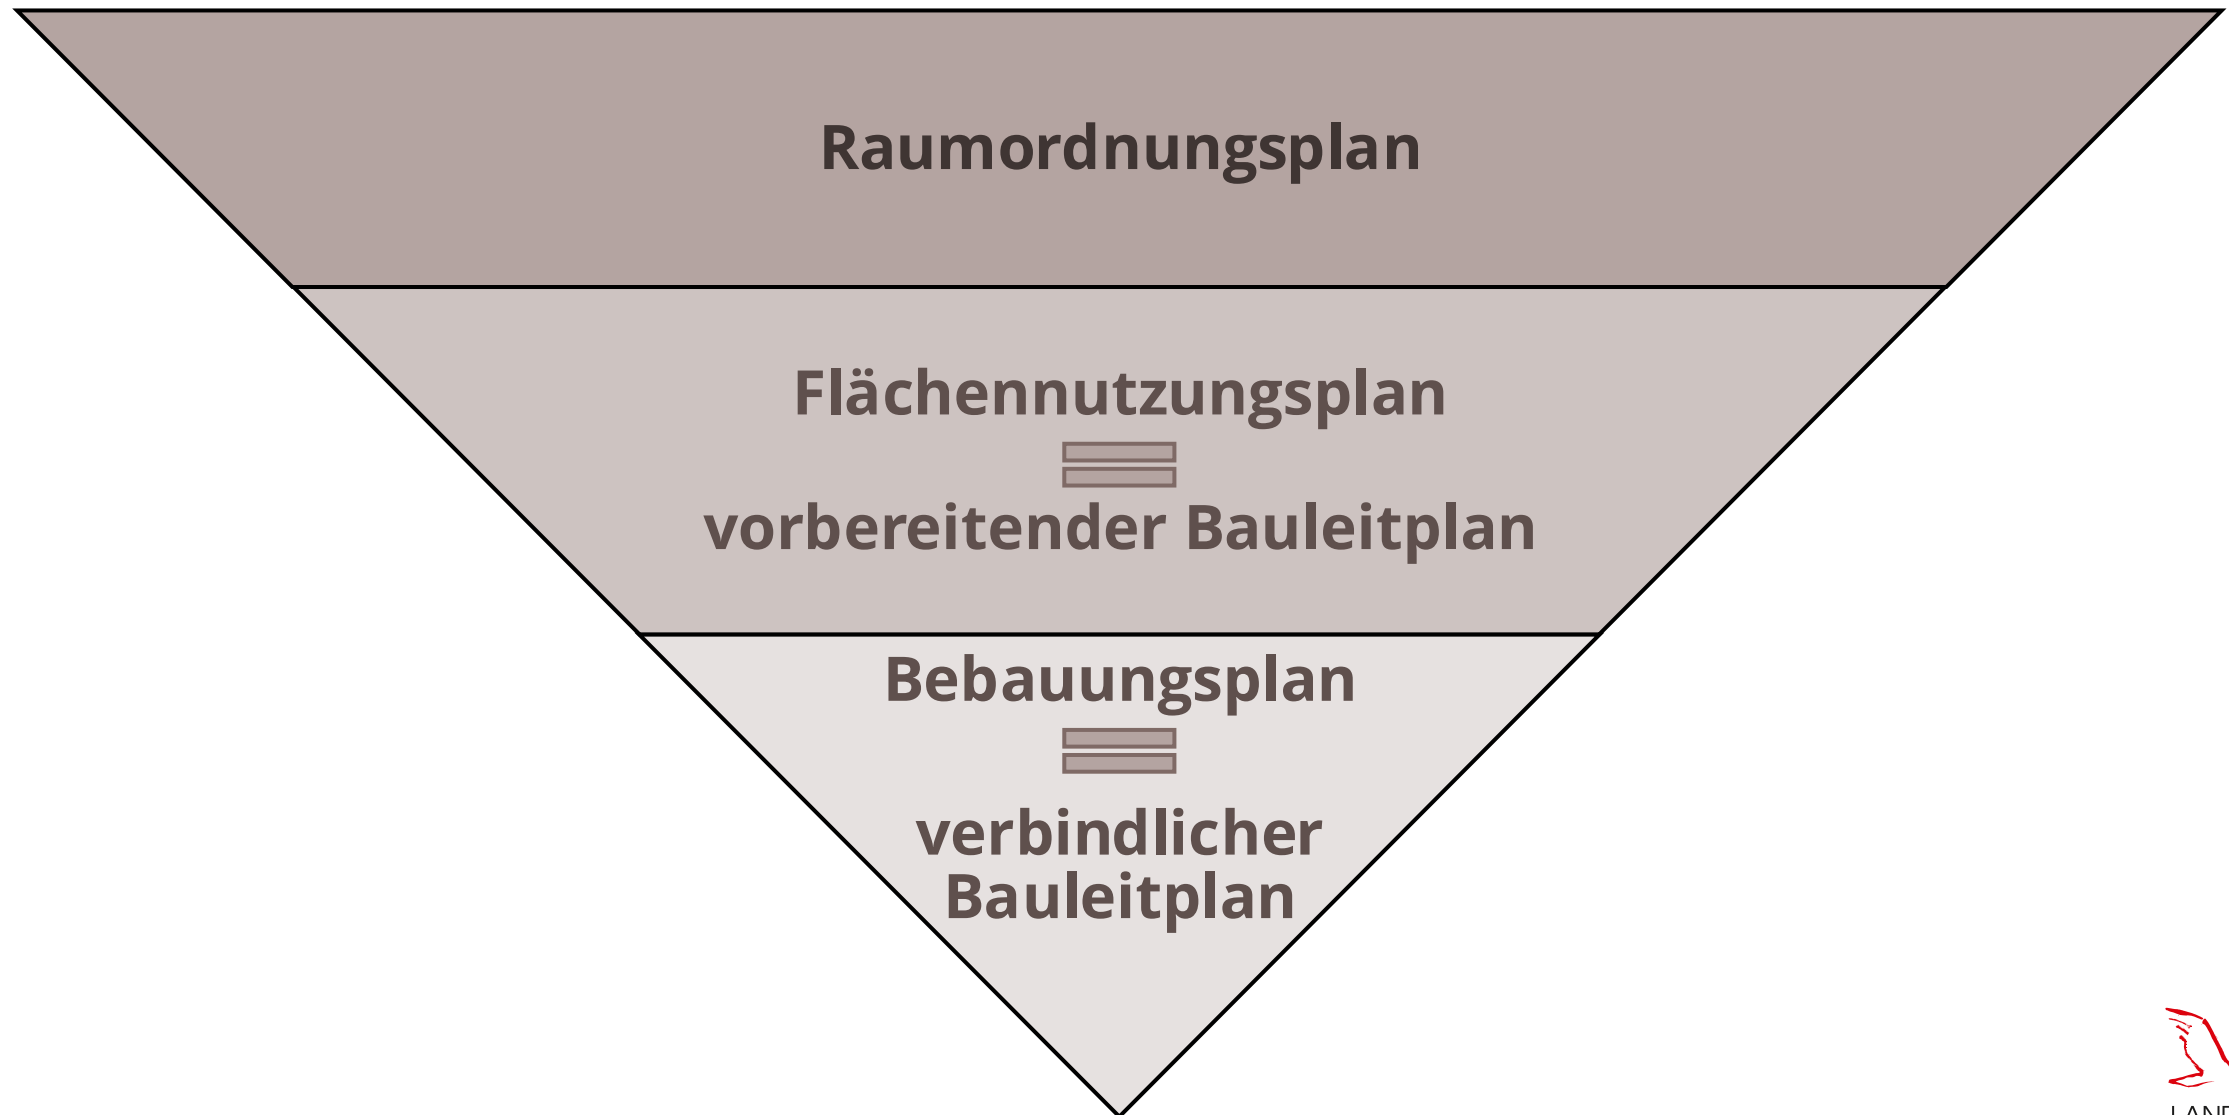 Raumordnungsplan
Flächennutzungsplan
vorbereitender Bauleitplan
Bebauungsplan
verbindlicher
Bauleitplan